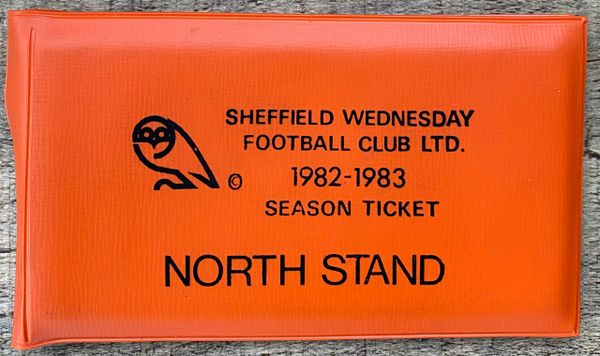 SHEFFIELD WEDNESDAY
FOOTBALL CLUB LTD.
©
1982-1983
SEASON TICKET
NORTH STAND